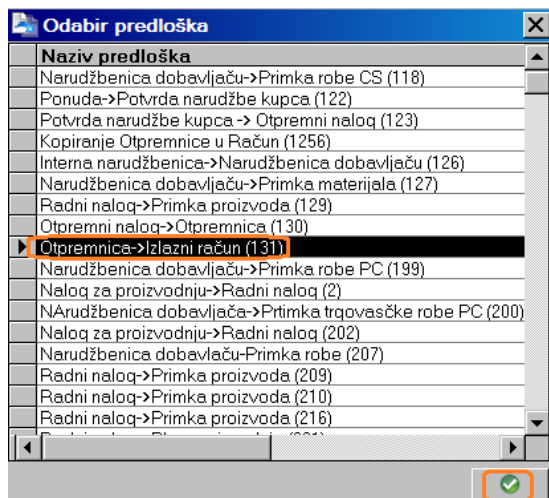 Odabir predloška
Naziv predloška
Narudžbenica dobavljaču->Primka robe CS (118)
Ponuda->Potvrda narudžbe kupca (122)
Potvrda narudžbe kupca -> Otpremni nalog (123)
Kopiranje Otpremnice u Račun (1256)
Interna narudžbenica->Narudžbenica dobavljaču (126)
Narudžbenica dobavljaču->Primka materijala (127)
Radni nalog->Primka proizvoda (129)
Otpremni nalog->Otpremnica (130)
Otpremnica->Izlazni račun (131)
Narudžbenica dobavljaču->Primka robe PC (199)
Nalog za proizvodnju->Radni nalog (2)
NArudžbenica dobavljača->Prtimka trgovasčke robe PC (200)
Nalog za proizvodnju->Radni nalog (202)
Narudžbenica dobavlaču-Primka robe (207)
Radni nalog->Primka proizvoda (209)
Radni nalog->Primka proizvoda (210)
Radni nalog->Primka proizvoda (216)